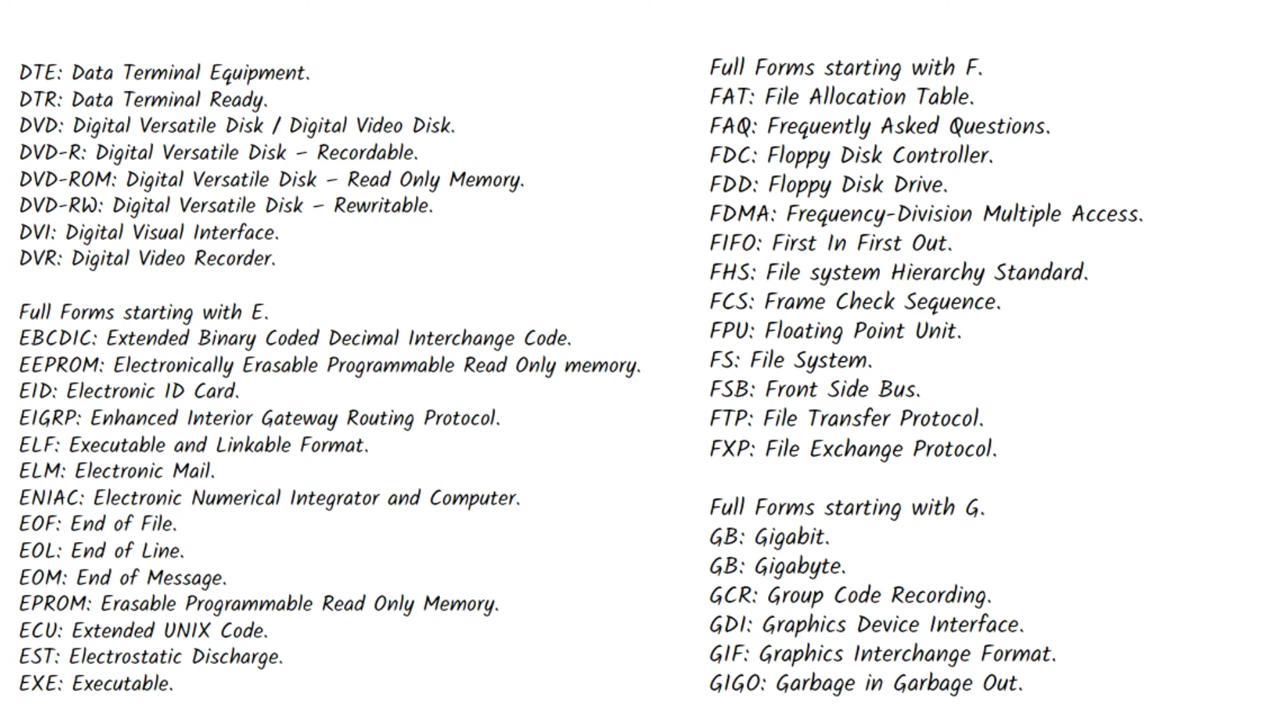 DTE: Data Terminal Equipment.
DTR: Data Terminal Ready.
DVD: Digital Versatile Disk / Digital Video Disk.
DVD-R: Digital Versatile Disk – Recordable.
DVD-ROM: Digital Versatile Disk – Read Only Memory.
DVD-RW: Digital Versatile Disk – Rewritable.
DVI: Digital Visual Interface.
DVR: Digital Video Recorder.
Full Forms starting with E.
EBCDIC: Extended Binary Coded Decimal Interchange Code.
EEPROM: Electronically Erasable Programmable Read Only memory.
EID: Electronic ID Card.
EIGRP: Enhanced Interior Gateway Routing Protocol.
ELF: Executable and Linkable Format.
ELM: Electronic Mail.
ENIAC: Electronic Numerical Integrator and Computer.
EOF: End of File.
EOL: End of Line.
EOM: End of Message.
EPROM: Erasable Programmable Read Only Memory.
ECU: Extended UNIX Code.
EST: Electrostatic Discharge.
EXE: Executable.
Full Forms starting with F.
FAT: File Allocation Table.
FAQ: Frequently Asked Questions.
FDC: Floppy Disk Controller.
FDD: Floppy Disk Drive.
FDMA: Frequency-Division Multiple Access.
FIFO: First In First Out.
FHS: File system Hierarchy Standard.
FCS: Frame Check Sequence.
FPU: Floating Point Unit.
FS: File System.
FSB: Front Side Bus.
FTP: File Transfer Protocol.
FXP: File Exchange Protocol.
Full Forms starting with G.
GB: Gigabit.
GB: Gigabyte.
GCR: Group Code Recording.
GDI: Graphics Device Interface.
GIF: Graphics Interchange Format.
GIGO: Garbage in Garbage Out.